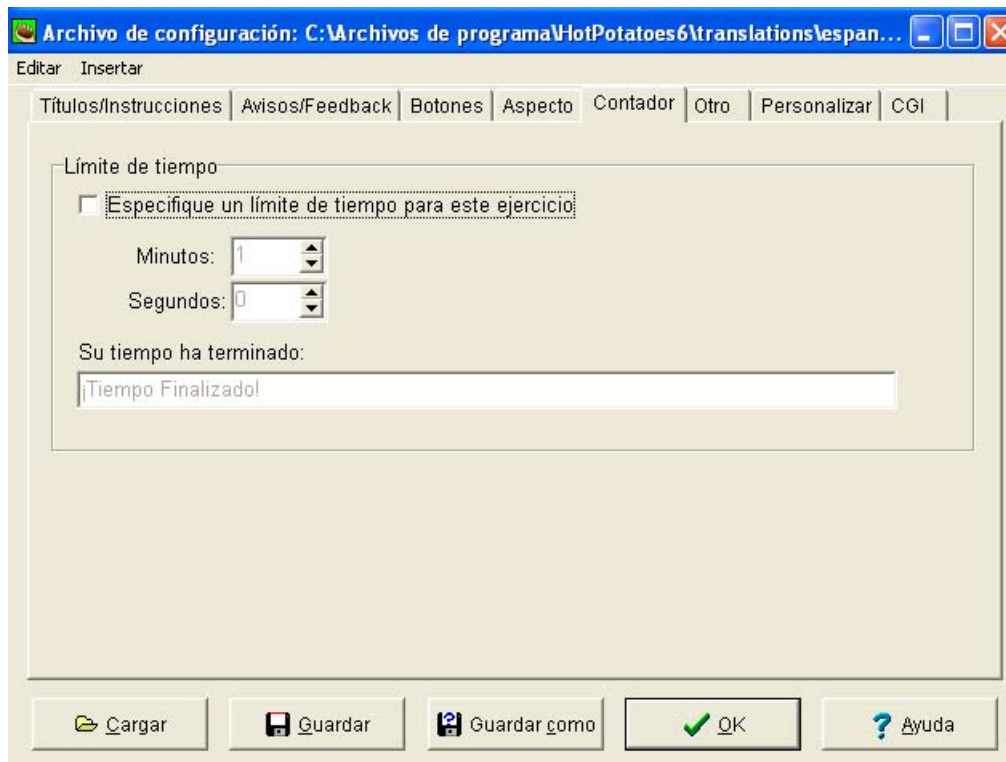 Archivo de configuración: C:\Archivos de programa\HotPotatoes6\translations\espan...
Editar Insertar
Títulos/Instrucciones Avisos/Feedback Botones Aspecto Contador Otro Personalizar CGI
Límite de tiempo
Especifique un límite de tiempo para este ejercicio
Minutos: 1
Segundos: 0
Su tiempo ha terminado:
¡Tiempo Finalizado!
Cargar Guardar Guardar como OK Ayuda